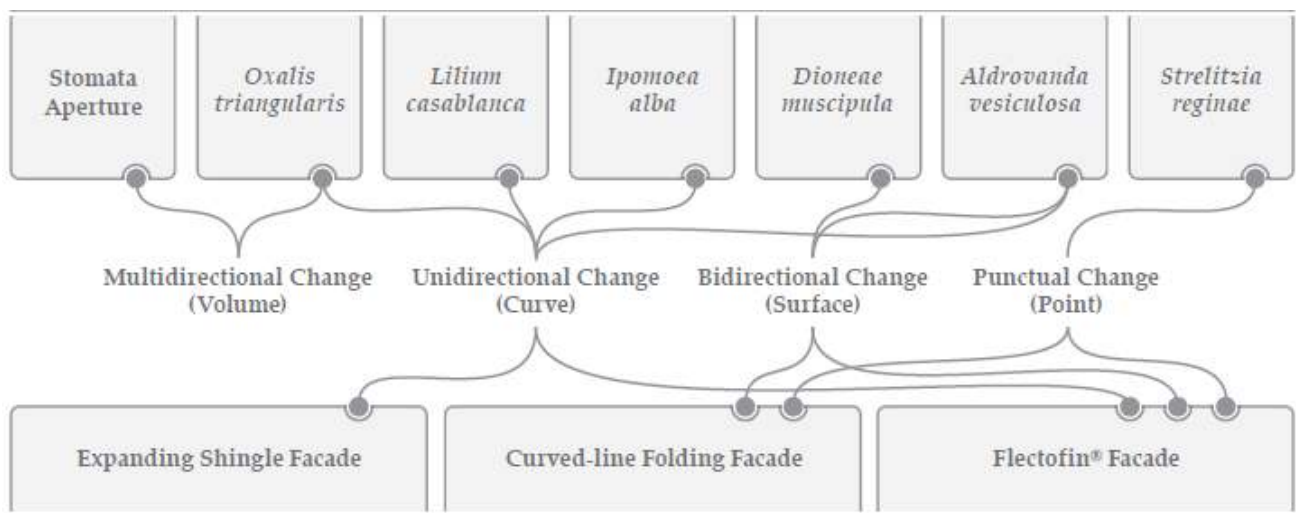 Stomata
Aperture
Oxalis
triangularis
Lilium
casablanca
Ipomoea
alba
Dioneae
muscipula
Aldrovanda
vesiculosa
Strelitzia
reginae
Multidirectional Change
(Volume)
Unidirectional Change
(Curve)
Bidirectional Change
(Surface)
Punctual Change
(Point)
Expanding Shingle Facade
Curved-line Folding Facade
Flectofin® Facade